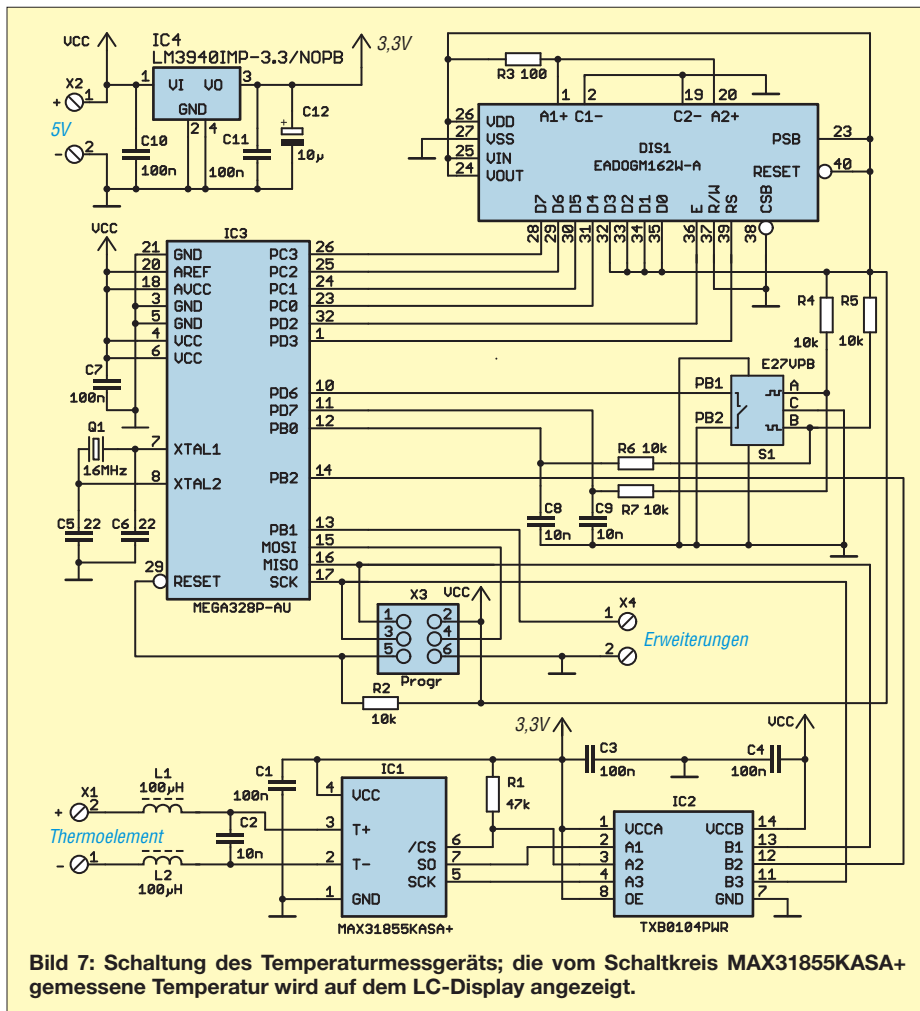 VCC
IC4
LM3940IMP-3.3/NOPB
3,3V
X2
+ 1
1 VI VO 3
GND
2 4
5V
- 2
C10
100n
C11
100n
C12
+
10µ
R3 100
1 2 19 20
A1+ C1- C2- A2+
26 VDD
27 VSS
25 VIN
24 VOUT
DIS1
EADOGM162W-A
PSB 23
RESET 40
D7 D6 D5 D4 D3 D2 D1 D0 E R/W RS CSB
28 29 30 31 32 33 34 35 36 37 39 38
VCC
IC3
21 GND
20 AREF
18 AVCC
3 GND
5 GND
4 VCC
6 VCC
PC3 26
PC2 25
PC1 24
PC0 23
PD2 32
PD3 1
C7
100n
PD6 10
PD7 11
PB0 12
Q1
16MHz
7 XTAL1
8 XTAL2
PB2 14
C5 22
C6 22
PB1 13
MOSI 15
MISO 16
SCK 17
29
RESET
MEGA328P-AU
R4
10k
R5
10k
E27VPB
PB1
PB2
A
C
B
S1
R6 10k
R7 10k
C8
10n
C9
10n
X3
1 2
3 4
5 6
Progr
VCC
X4
1
2
Erweiterungen
R2
10k
3,3V
VCC
C3
100n
C4
100n
X1
+ 2
- 1
Thermoelement
L1
100µH
L2
100µH
C1
100n
C2
10n
IC1
4 VCC
3 T+
2 T-
1 GND
/CS 6
SO 7
SCK 5
MAX31855KASA+
R1
47k
IC2
1 VCCA
2 A1
3 A2
4 A3
8 OE
VCCB 14
B1 13
B2 12
B3 11
GND 7
TXB0104PWR
Bild 7: Schaltung des Temperaturmessgeräts; die vom Schaltkreis MAX31855KASA+
gemessene Temperatur wird auf dem LC-Display angezeigt.